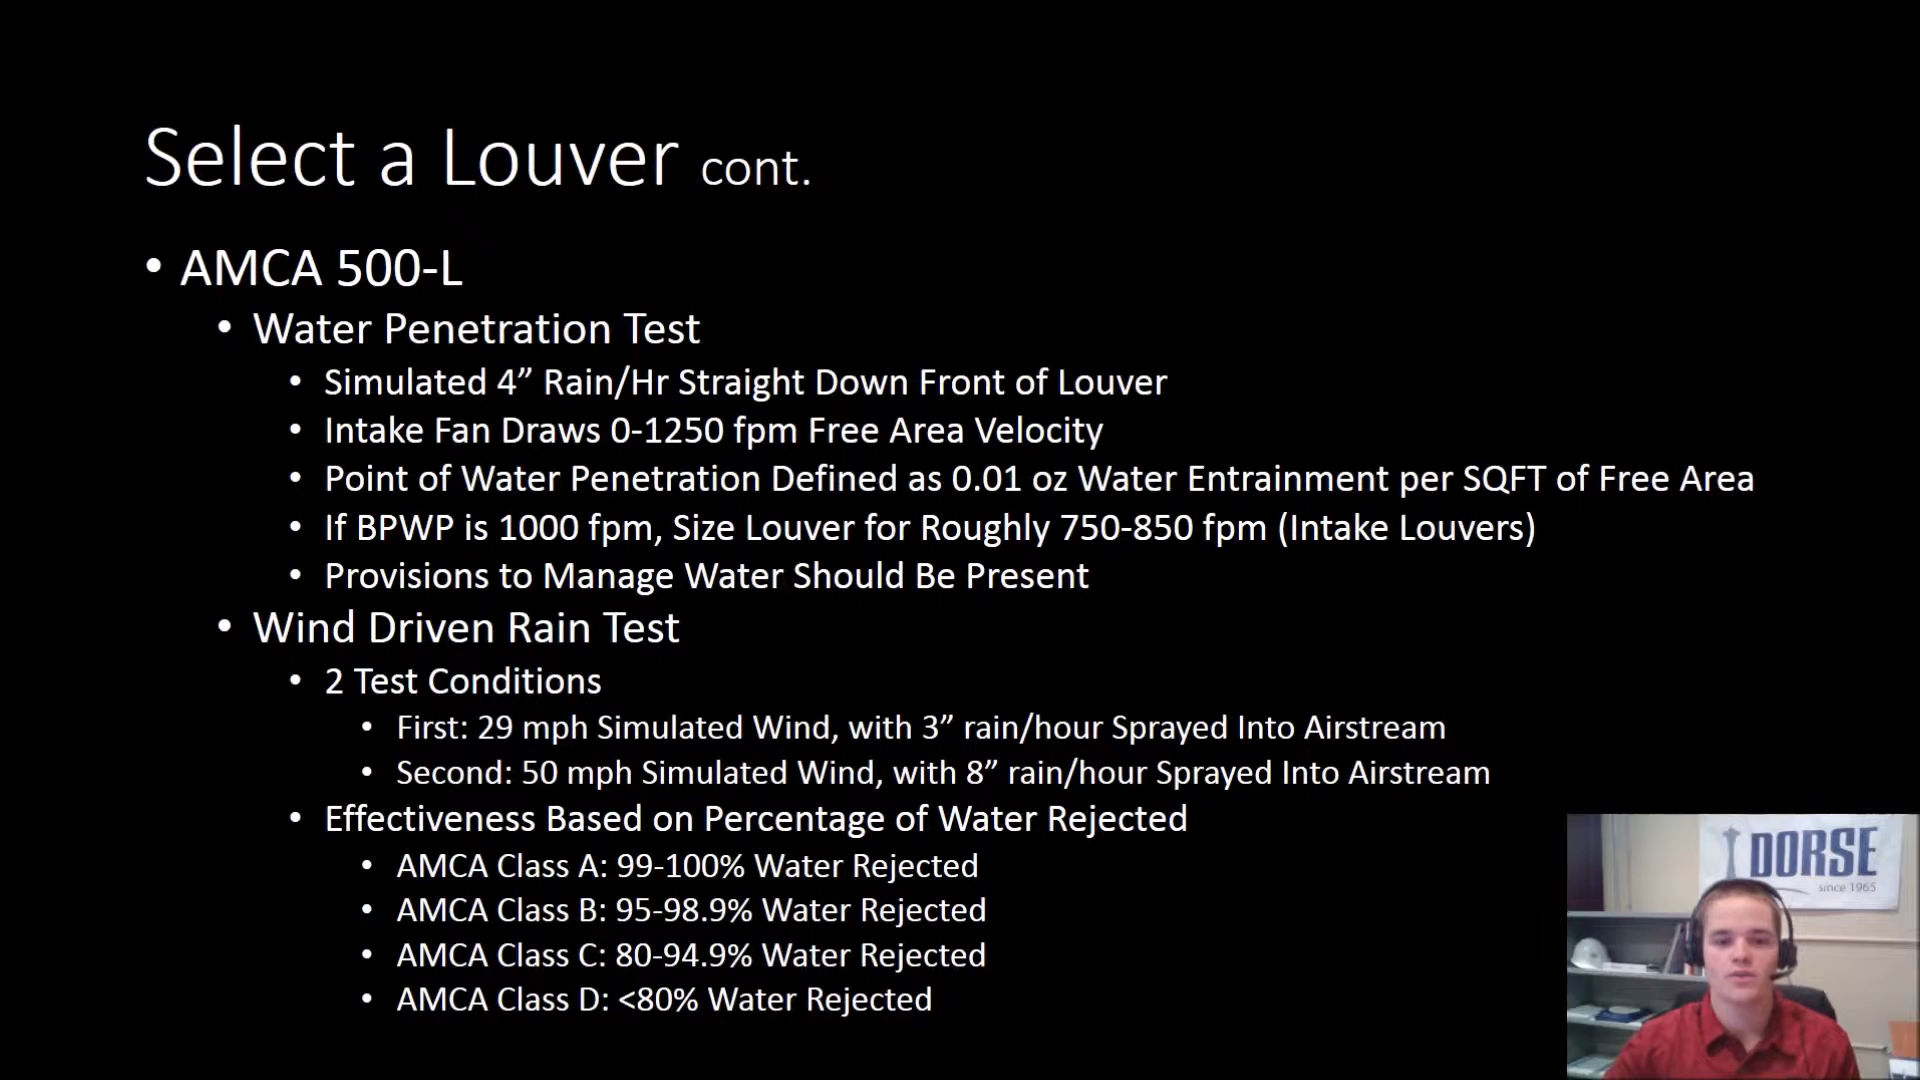 Select a Louver cont.
• AMCA 500-L
• Water Penetration Test
• Simulated 4” Rain/Hr Straight Down Front of Louver
• Intake Fan Draws 0-1250 fpm Free Area Velocity
• Point of Water Penetration Defined as 0.01 oz Water Entrainment per SQFT of Free Area
• If BPWP is 1000 fpm, Size Louver for Roughly 750-850 fpm (Intake Louvers)
• Provisions to Manage Water Should Be Present
• Wind Driven Rain Test
• 2 Test Conditions
• First: 29 mph Simulated Wind, with 3” rain/hour Sprayed Into Airstream
• Second: 50 mph Simulated Wind, with 8” rain/hour Sprayed Into Airstream
• Effectiveness Based on Percentage of Water Rejected
• AMCA Class A: 99-100% Water Rejected
• AMCA Class B: 95-98.9% Water Rejected
• AMCA Class C: 80-94.9% Water Rejected
• AMCA Class D: <80% Water Rejected
DORSE
since 1965